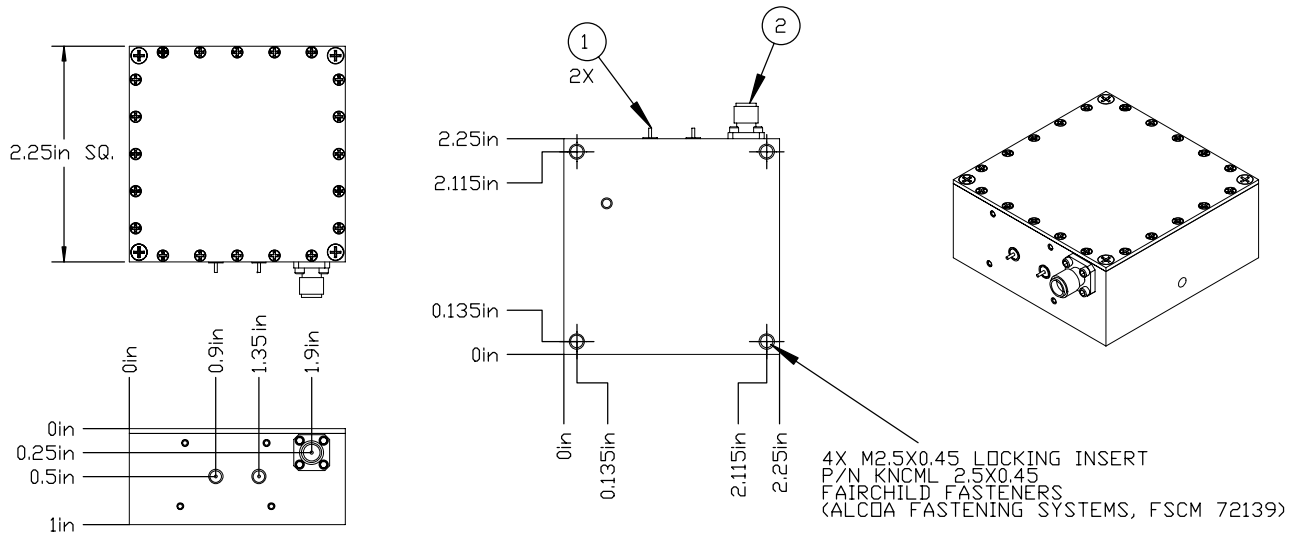 2.25in SQ.
0in
0.9in
1.35in
1.9in
0in
0.25in
0.5in
1in
1
2X
2
2.25in
2.115in
0.135in
0in
0in
0.135in
2.115in
2.25in
4X M2.5X0.45 LOCKING INSERT
P/N KNCML 2.5X0.45
FAIRCHILD FASTENERS
(ALCOA FASTENING SYSTEMS, FSCM 72139)